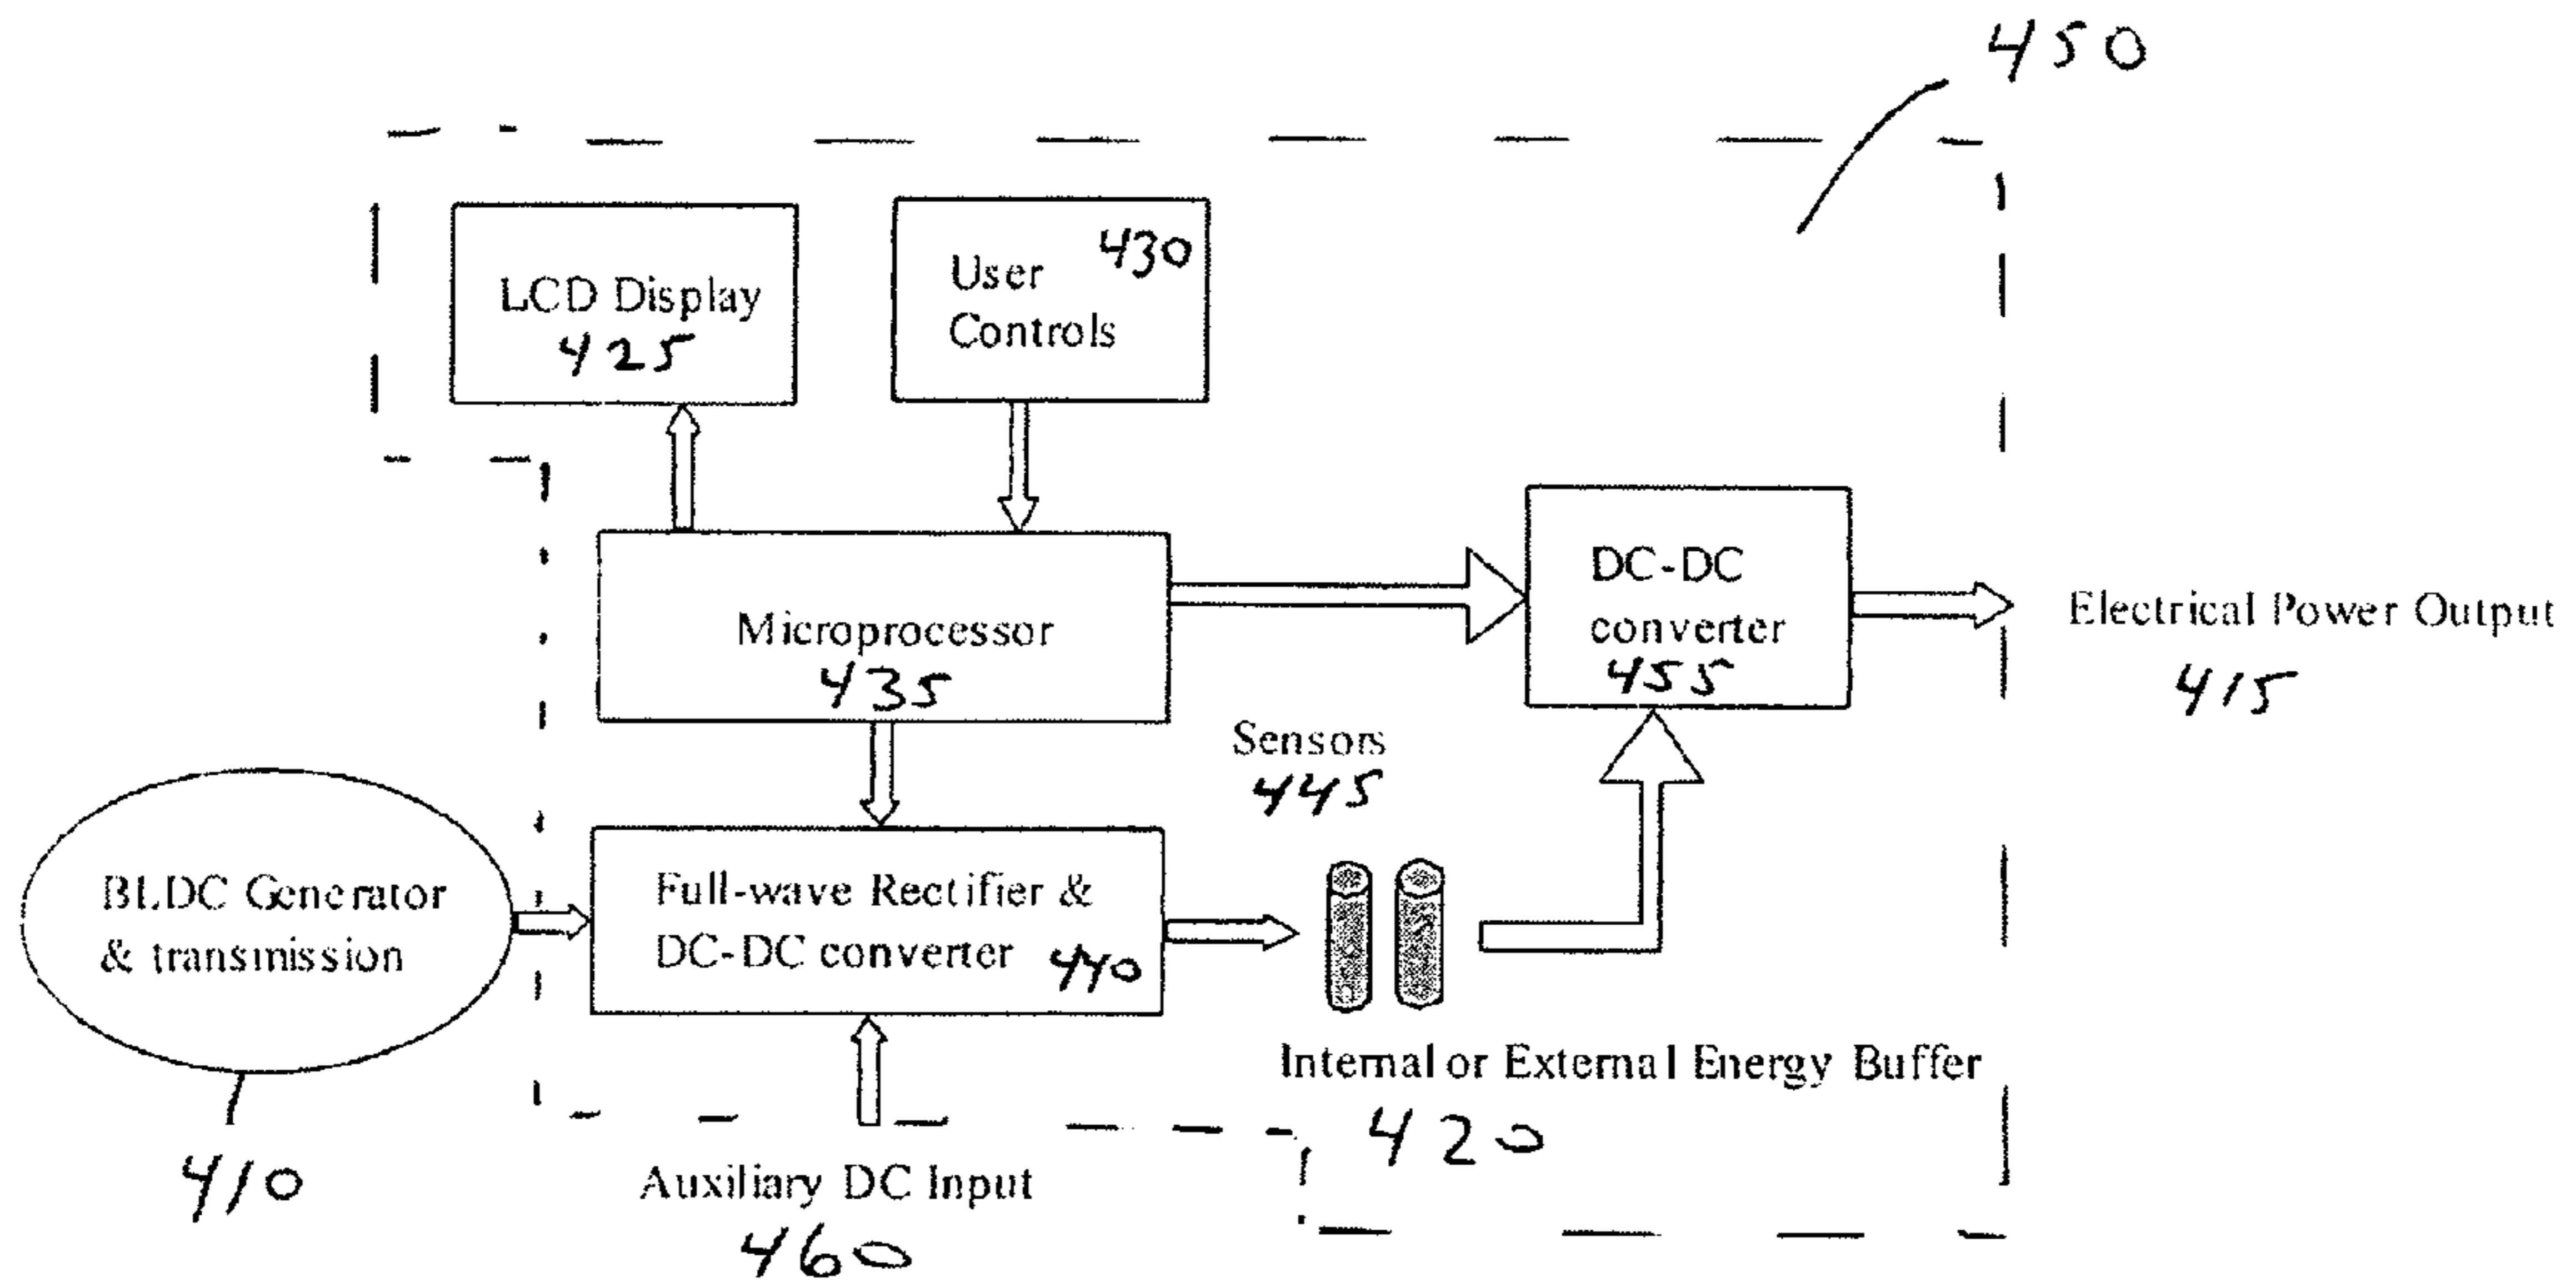 450
LCD Display
425
User
Controls
430
Microprocessor
435
DC-DC
converter
455
Electrical Power Output
415
Sensors
445
BLDC Generator
& transmission
410
Full-wave Rectifier &
DC-DC converter
440
Internal or External Energy Buffer
420
Auxiliary DC Input
460